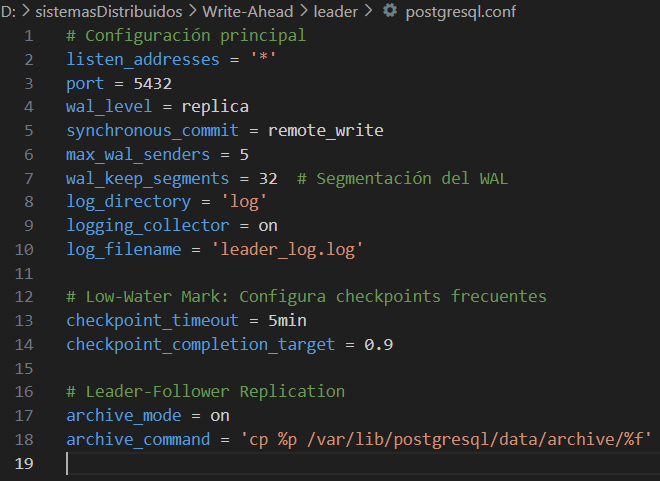 D: > sistemasDistribuidos > Write-Ahead > leader > postgresql.conf
1 # Configuración principal
2 listen_addresses = '*'
3 port = 5432
4 wal_level = replica
5 synchronous_commit = remote_write
6 max_wal_senders = 5
7 wal_keep_segments = 32  # Segmentación del WAL
8 log_directory = 'log'
9 logging_collector = on
10 log_filename = 'leader_log.log'
11
12 # Low-Water Mark: Configura checkpoints frecuentes
13 checkpoint_timeout = 5min
14 checkpoint_completion_target = 0.9
15
16 # Leader-Follower Replication
17 archive_mode = on
18 archive_command = 'cp %p /var/lib/postgresql/data/archive/%f'
19